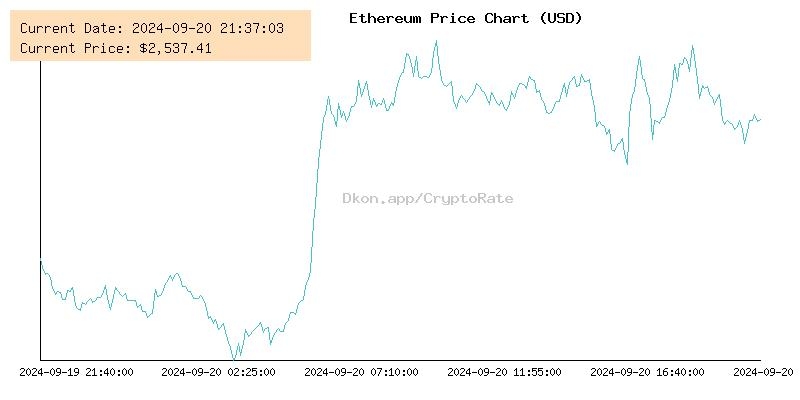 Ethereum Price Chart (USD)
Current Date: 2024-09-20 21:37:03
Current Price: $2,537.41
Dkon.app/CryptoRate
2024-09-19 21:40:00 2024-09-20 02:25:00 2024-09-20 07:10:00 2024-09-20 11:55:00 2024-09-20 16:40:00 2024-09-20